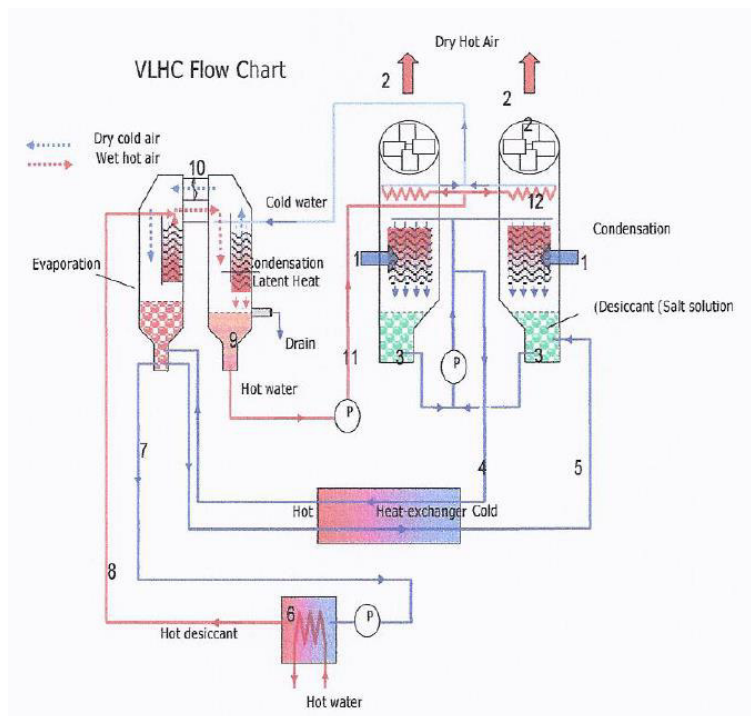 Dry Hot Air
VLHC Flow Chart
2
2
2
Dry cold air
Wet hot air
10
Cold water
12
Condensation
Evaporation
Condensation
Latent Heat
1
1
(Desiccant (Salt solution
Drain
9
11
3
3
P
Hot water
P
7
4
5
Hot
Heat-exchanger
Cold
8
6
P
Hot desiccant
Hot water